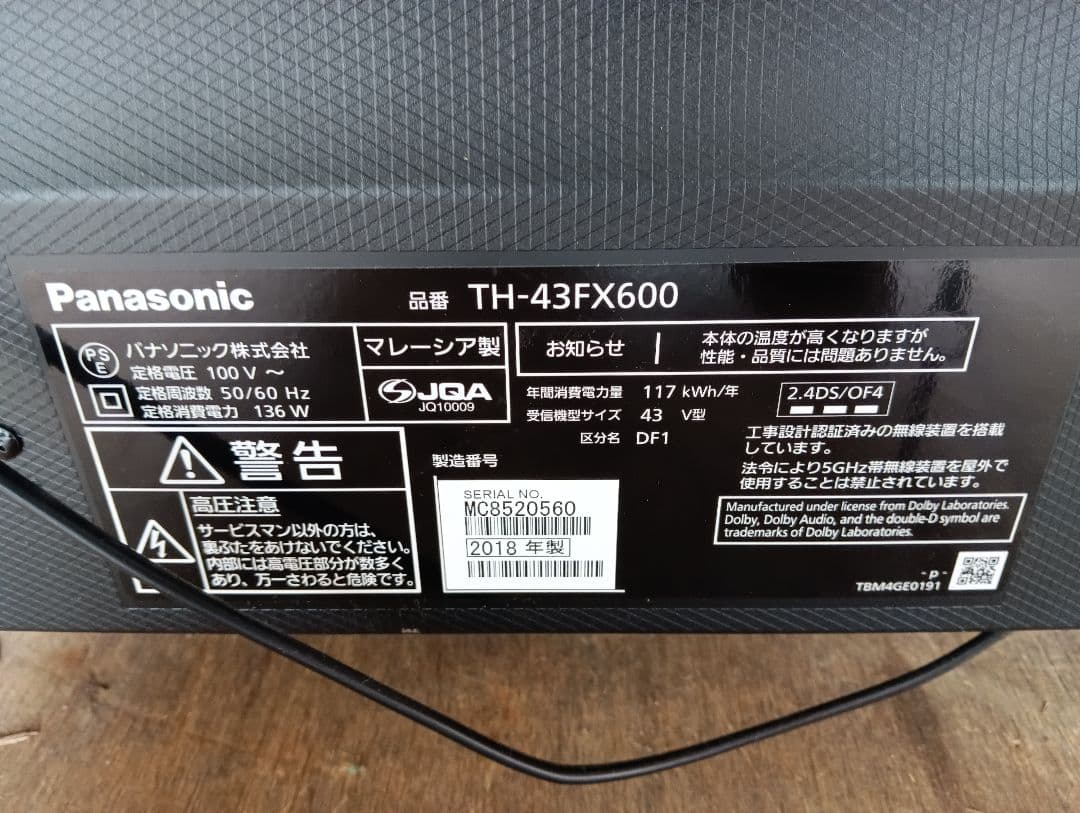 Panasonic
品番 TH-43FX600
PSE パナソニック株式会社
定格電圧 100 V ～
定格周波数 50/60 Hz
定格消費電力 136 W
マレーシア製
JQA
JQ10009
お知らせ
本体の温度が高くなりますが
性能・品質には問題ありません。
年間消費電力量 117 kWh/年
受信機型サイズ 43 V型
区分名 DF1
2.4DS/OF4
工事設計認証済みの無線装置を搭載
しています。
法令により5GHz帯無線装置を屋外で
使用することは禁止されています。
警告
高圧注意
サービスマン以外の方は、
裏ぶたをあけないでください。
内部には高電圧部分が数多く
あり、万一さわると危険です。
製造番号
SERIAL NO.
MC8520560
2018 年製
Manufactured under license from Dolby Laboratories.
Dolby, Dolby Audio, and the double-D symbol are
trademarks of Dolby Laboratories.
- p -
TBM4GE0191